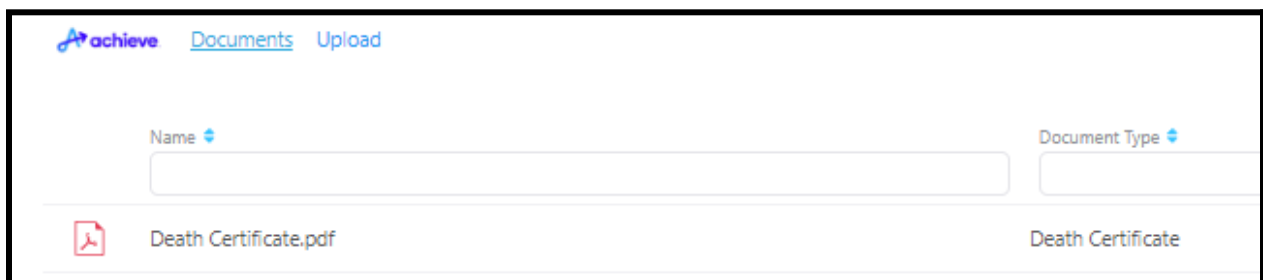 achieve Documents Upload
Name Document Type
Death Certificate.pdf Death Certificate